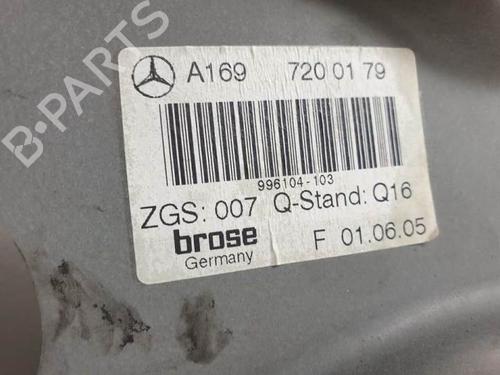 A169 720 01 79
996104-103
ZGS: 007 Q-Stand: Q16
brose
Germany F 01.06.05
B-PARTS